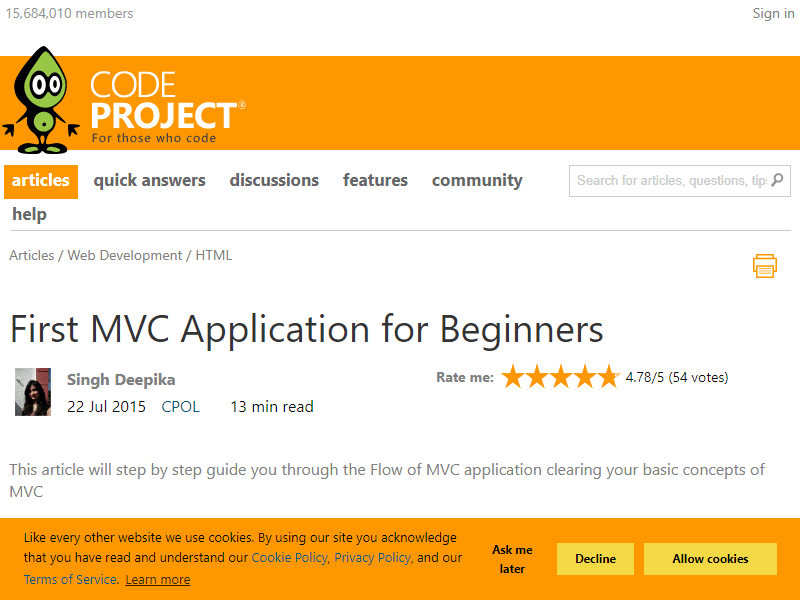 15,684,010 members
Sign in
CODE
PROJECT®
For those who code
articles quick answers discussions features community
Search for articles, questions, tips
help
Articles / Web Development / HTML
First MVC Application for Beginners
Singh Deepika
Rate me: 4.78/5 (54 votes)
22 Jul 2015 CPOL 13 min read
This article will step by step guide you through the Flow of MVC application clearing your basic concepts of
MVC
Like every other website we use cookies. By using our site you acknowledge
that you have read and understand our Cookie Policy, Privacy Policy, and our
Terms of Service. Learn more
Ask me
later
Decline
Allow cookies